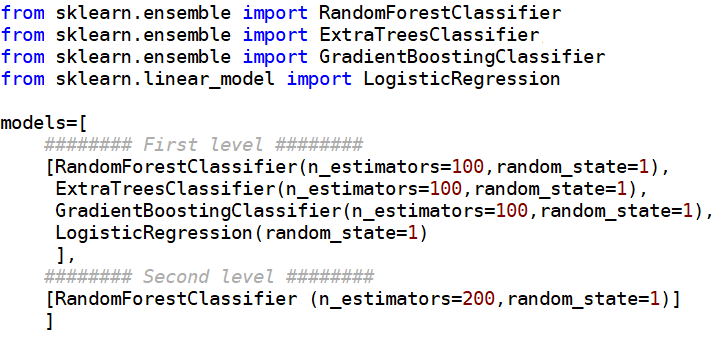 from sklearn.ensemble import RandomForestClassifier
from sklearn.ensemble import ExtraTreesClassifier
from sklearn.ensemble import GradientBoostingClassifier
from sklearn.linear_model import LogisticRegression

models=[
    ######## First level ########
    [RandomForestClassifier(n_estimators=100,random_state=1),
     ExtraTreesClassifier(n_estimators=100,random_state=1),
     GradientBoostingClassifier(n_estimators=100,random_state=1),
     LogisticRegression(random_state=1)
     ],
    ######## Second level ########
    [RandomForestClassifier (n_estimators=200,random_state=1)]
    ]